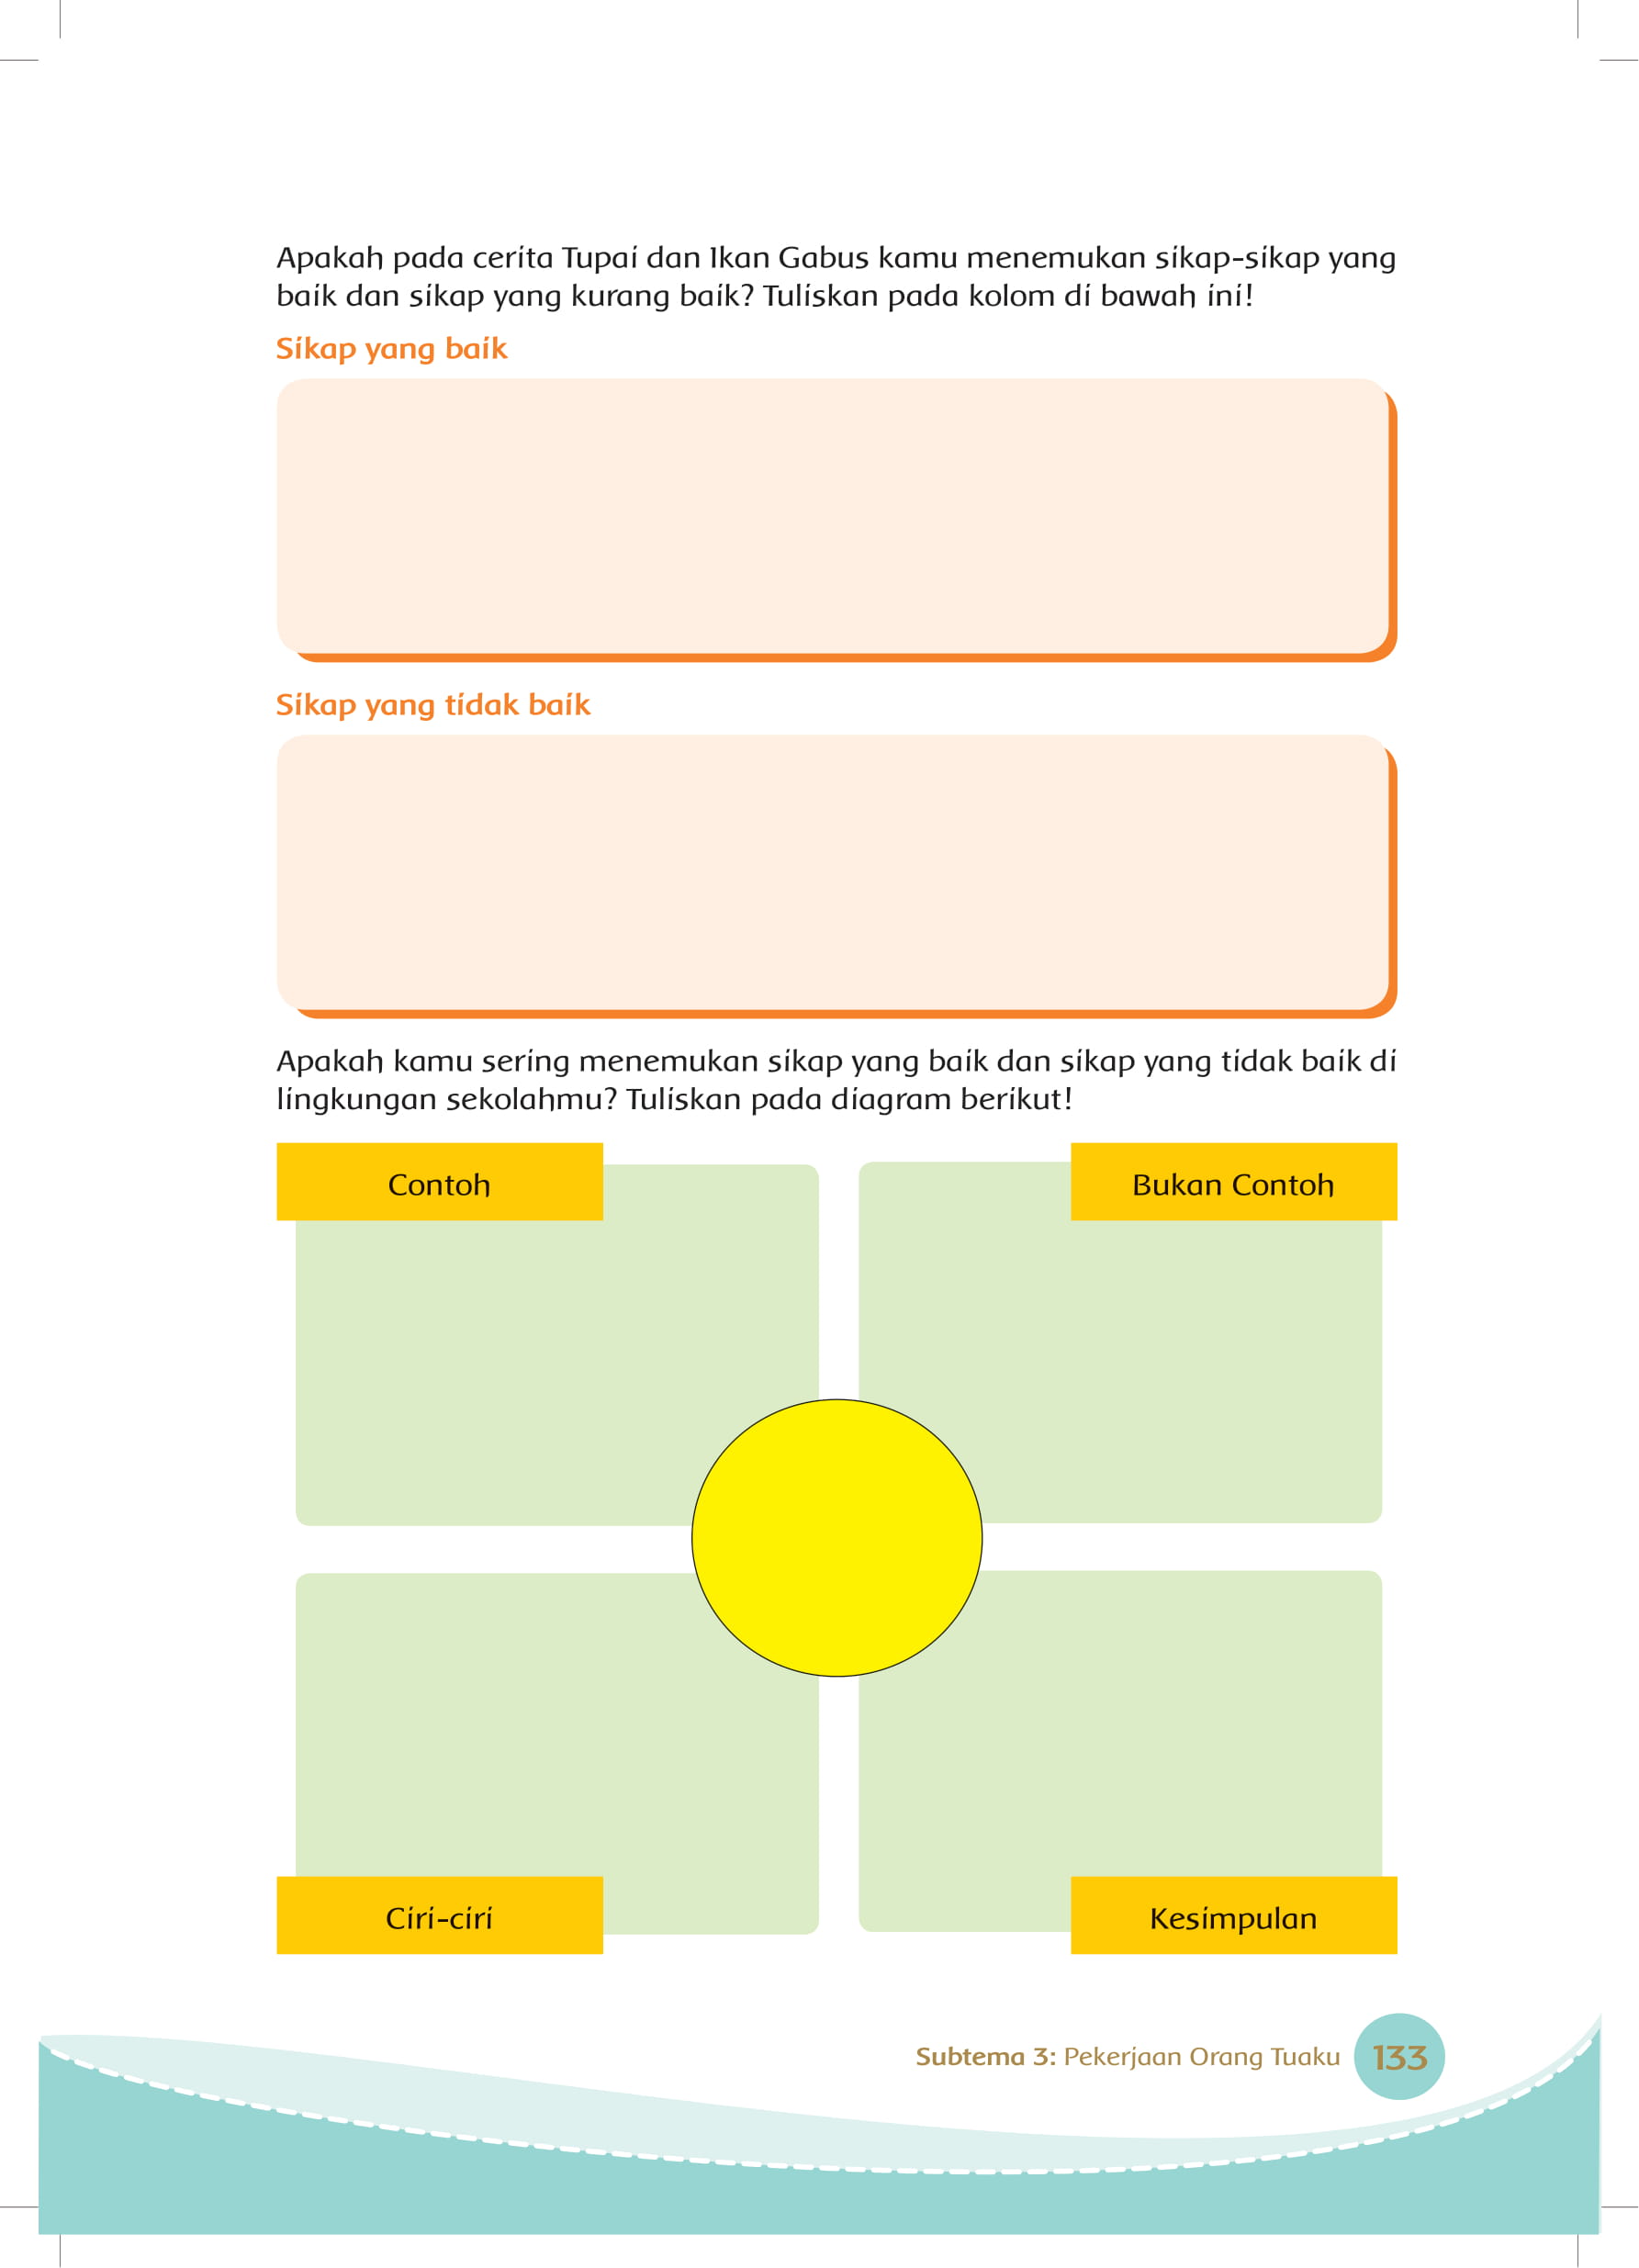 Apakah pada cerita Tupai dan Ikan Gabus kamu menemukan sikap-sikap yang
baik dan sikap yang kurang baik? Tuliskan pada kolom di bawah ini!
Sikap yang baik
Sikap yang tidak baik
Apakah kamu sering menemukan sikap yang baik dan sikap yang tidak baik di
lingkungan sekolahmu? Tuliskan pada diagram berikut!
Contoh
Bukan Contoh
Ciri-ciri
Kesimpulan
Subtema 3: Pekerjaan Orang Tuaku 133